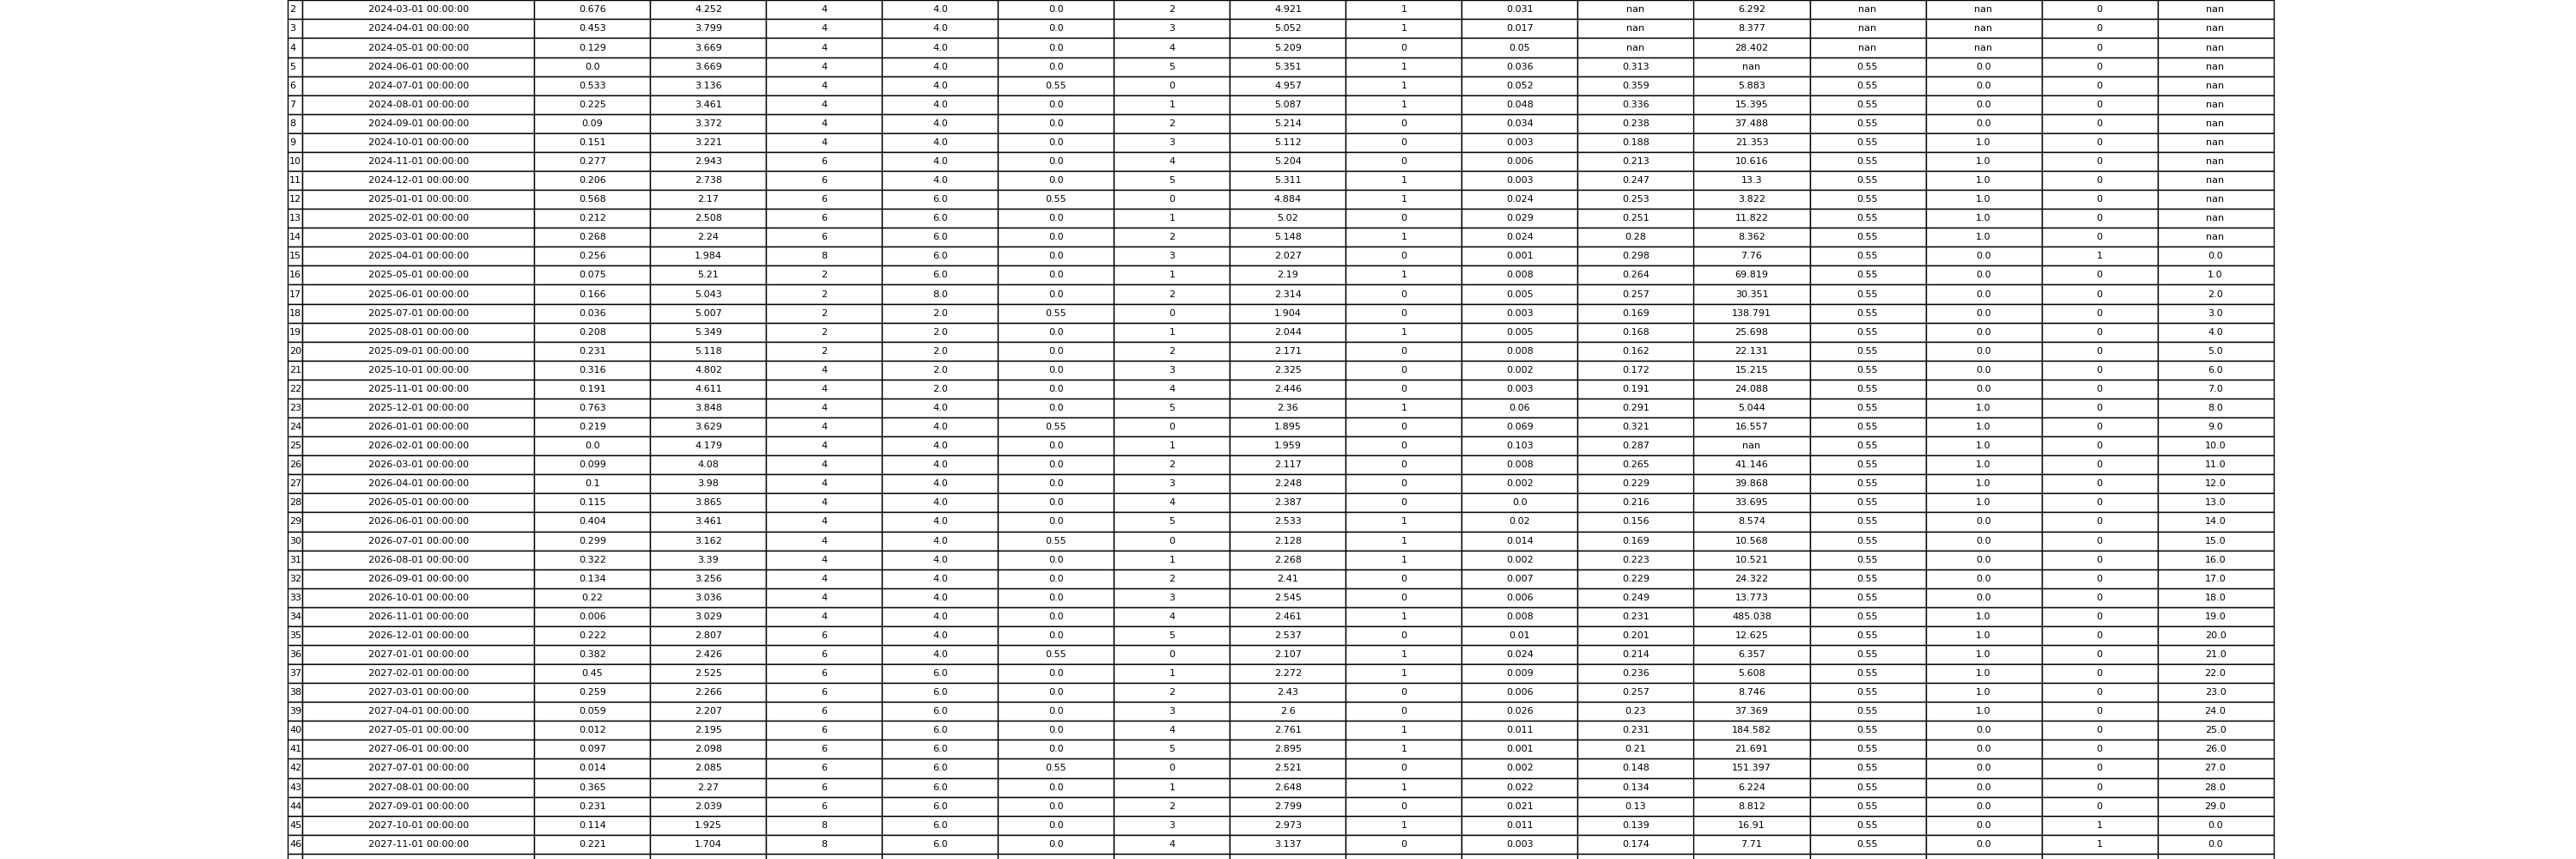 2 2024-03-01 00:00:00 0.676 4.252 4 4.0 0.0 2 4.921 1 0.031 nan 6.292 nan nan 0 nan
3 2024-04-01 00:00:00 0.453 3.799 4 4.0 0.0 3 5.052 1 0.017 nan 8.377 nan nan 0 nan
4 2024-05-01 00:00:00 0.129 3.669 4 4.0 0.0 4 5.209 0 0.05 nan 28.402 nan nan 0 nan
5 2024-06-01 00:00:00 0.0 3.669 4 4.0 0.0 5 5.351 1 0.036 0.313 nan 0.55 0.0 0 nan
6 2024-07-01 00:00:00 0.533 3.136 4 4.0 0.55 0 4.957 1 0.052 0.359 5.883 0.55 0.0 0 nan
7 2024-08-01 00:00:00 0.225 3.461 4 4.0 0.0 1 5.087 1 0.048 0.336 15.395 0.55 0.0 0 nan
8 2024-09-01 00:00:00 0.09 3.372 4 4.0 0.0 2 5.214 0 0.034 0.238 37.488 0.55 0.0 0 nan
9 2024-10-01 00:00:00 0.151 3.221 4 4.0 0.0 3 5.112 0 0.003 0.188 21.353 0.55 1.0 0 nan
10 2024-11-01 00:00:00 0.277 2.943 6 4.0 0.0 4 5.204 0 0.006 0.213 10.616 0.55 1.0 0 nan
11 2024-12-01 00:00:00 0.206 2.738 6 4.0 0.0 5 5.311 1 0.003 0.247 13.3 0.55 1.0 0 nan
12 2025-01-01 00:00:00 0.568 2.17 6 6.0 0.55 0 4.884 1 0.024 0.253 3.822 0.55 1.0 0 nan
13 2025-02-01 00:00:00 0.212 2.508 6 6.0 0.0 1 5.02 0 0.029 0.251 11.822 0.55 1.0 0 nan
14 2025-03-01 00:00:00 0.268 2.24 6 6.0 0.0 2 5.148 1 0.024 0.28 8.362 0.55 1.0 0 nan
15 2025-04-01 00:00:00 0.256 1.984 8 6.0 0.0 3 2.027 0 0.001 0.298 7.76 0.55 0.0 1 0.0
16 2025-05-01 00:00:00 0.075 5.21 2 6.0 0.0 1 2.19 1 0.008 0.264 69.819 0.55 0.0 0 1.0
17 2025-06-01 00:00:00 0.166 5.043 2 8.0 0.0 2 2.314 0 0.005 0.257 30.351 0.55 0.0 0 2.0
18 2025-07-01 00:00:00 0.036 5.007 2 2.0 0.55 0 1.904 0 0.003 0.169 138.791 0.55 0.0 0 3.0
19 2025-08-01 00:00:00 0.208 5.349 2 2.0 0.0 1 2.044 1 0.005 0.168 25.698 0.55 0.0 0 4.0
20 2025-09-01 00:00:00 0.231 5.118 2 2.0 0.0 2 2.171 0 0.008 0.162 22.131 0.55 0.0 0 5.0
21 2025-10-01 00:00:00 0.316 4.802 4 2.0 0.0 3 2.325 0 0.002 0.172 15.215 0.55 0.0 0 6.0
22 2025-11-01 00:00:00 0.191 4.611 4 2.0 0.0 4 2.446 0 0.003 0.191 24.088 0.55 0.0 0 7.0
23 2025-12-01 00:00:00 0.763 3.848 4 4.0 0.0 5 2.36 1 0.06 0.291 5.044 0.55 1.0 0 8.0
24 2026-01-01 00:00:00 0.219 3.629 4 4.0 0.55 0 1.895 0 0.069 0.321 16.557 0.55 1.0 0 9.0
25 2026-02-01 00:00:00 0.0 4.179 4 4.0 0.0 1 1.959 0 0.103 0.287 nan 0.55 1.0 0 10.0
26 2026-03-01 00:00:00 0.099 4.08 4 4.0 0.0 2 2.117 0 0.008 0.265 41.146 0.55 1.0 0 11.0
27 2026-04-01 00:00:00 0.1 3.98 4 4.0 0.0 3 2.248 0 0.002 0.229 39.868 0.55 1.0 0 12.0
28 2026-05-01 00:00:00 0.115 3.865 4 4.0 0.0 4 2.387 0 0.0 0.216 33.695 0.55 1.0 0 13.0
29 2026-06-01 00:00:00 0.404 3.461 4 4.0 0.0 5 2.533 1 0.02 0.156 8.574 0.55 0.0 0 14.0
30 2026-07-01 00:00:00 0.299 3.162 4 4.0 0.55 0 2.128 1 0.014 0.169 10.568 0.55 0.0 0 15.0
31 2026-08-01 00:00:00 0.322 3.39 4 4.0 0.0 1 2.268 1 0.002 0.223 10.521 0.55 0.0 0 16.0
32 2026-09-01 00:00:00 0.134 3.256 4 4.0 0.0 2 2.41 0 0.007 0.229 24.322 0.55 0.0 0 17.0
33 2026-10-01 00:00:00 0.22 3.036 4 4.0 0.0 3 2.545 0 0.006 0.249 13.773 0.55 0.0 0 18.0
34 2026-11-01 00:00:00 0.006 3.029 4 4.0 0.0 4 2.461 1 0.008 0.231 485.038 0.55 1.0 0 19.0
35 2026-12-01 00:00:00 0.222 2.807 6 4.0 0.0 5 2.537 0 0.01 0.201 12.625 0.55 1.0 0 20.0
36 2027-01-01 00:00:00 0.382 2.426 6 4.0 0.55 0 2.107 1 0.024 0.214 6.357 0.55 1.0 0 21.0
37 2027-02-01 00:00:00 0.45 2.525 6 6.0 0.0 1 2.272 1 0.009 0.236 5.608 0.55 1.0 0 22.0
38 2027-03-01 00:00:00 0.259 2.266 6 6.0 0.0 2 2.43 0 0.006 0.257 8.746 0.55 1.0 0 23.0
39 2027-04-01 00:00:00 0.059 2.207 6 6.0 0.0 3 2.6 0 0.026 0.23 37.369 0.55 1.0 0 24.0
40 2027-05-01 00:00:00 0.012 2.195 6 6.0 0.0 4 2.761 1 0.011 0.231 184.582 0.55 0.0 0 25.0
41 2027-06-01 00:00:00 0.097 2.098 6 6.0 0.0 5 2.895 1 0.001 0.21 21.691 0.55 0.0 0 26.0
42 2027-07-01 00:00:00 0.014 2.085 6 6.0 0.55 0 2.521 0 0.002 0.148 151.397 0.55 0.0 0 27.0
43 2027-08-01 00:00:00 0.365 2.27 6 6.0 0.0 1 2.648 1 0.022 0.134 6.224 0.55 0.0 0 28.0
44 2027-09-01 00:00:00 0.231 2.039 6 6.0 0.0 2 2.799 0 0.021 0.13 8.812 0.55 0.0 0 29.0
45 2027-10-01 00:00:00 0.114 1.925 8 6.0 0.0 3 2.973 1 0.011 0.139 16.91 0.55 0.0 1 0.0
46 2027-11-01 00:00:00 0.221 1.704 8 6.0 0.0 4 3.137 0 0.003 0.174 7.71 0.55 0.0 1 0.0